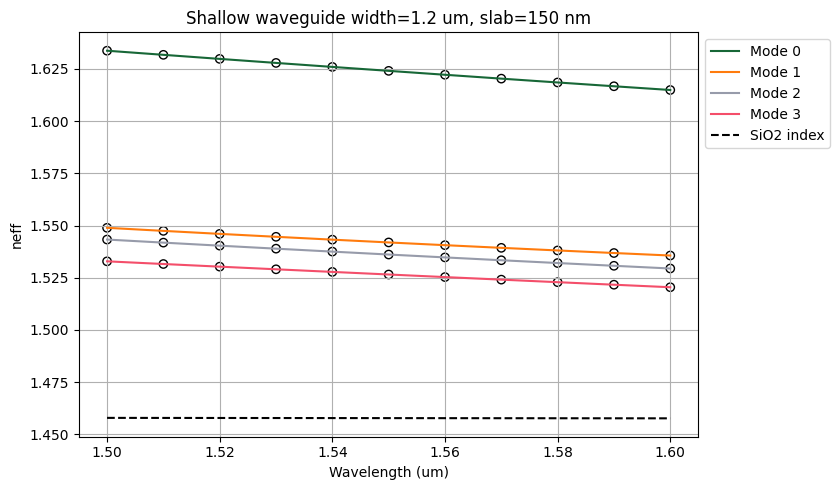 Shallow waveguide width=1.2 um, slab=150 nm
neff
1.625
1.600
1.575
1.550
1.525
1.500
1.475
1.450
1.50
1.52
1.54
1.56
1.58
1.60
Wavelength (um)
Mode 0
Mode 1
Mode 2
Mode 3
SiO2 index